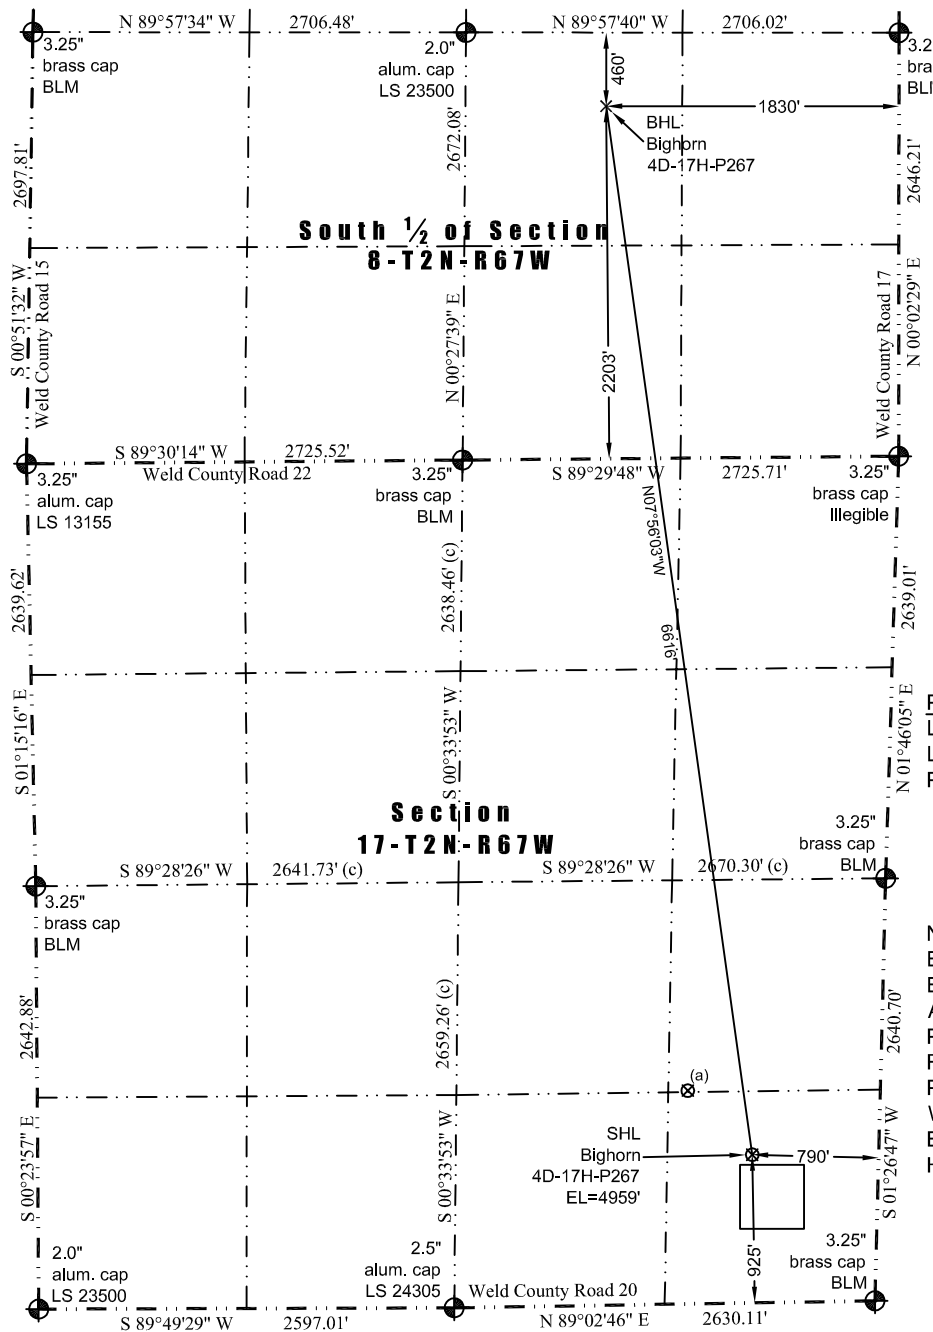 N 89°57'34" W 2706.48' N 89°57'40" W 2706.02'
3.25"
brass cap
BLM
2.0"
alum. cap
LS 23500
460'
1830'
BHL
Bighorn
4D-17H-P267
2697.81'
2672.08'
2646.21'
South ½ of Section
8-T2N-R67W
S 00°51'32" W
Weld County Road 15
N 00°27'39" E
2203'
Weld County Road 17
N 00°02'29" E
S 89°30'14" W 2725.52' S 89°29'48" W 2725.71'
Weld County Road 22
3.25"
alum. cap
LS 13155
3.25"
brass cap
BLM
3.25"
brass cap
Illegible
N07°56'03"W
6616'
2639.62'
2638.46' (c)
2639.01'
S 01°15'16" E
S 00°33'53" W
N 01°46'05" E
Section
17-T2N-R67W
3.25"
brass cap
BLM
S 89°28'26" W 2641.73' (c) S 89°28'26" W 2670.30' (c)
3.25"
brass cap
BLM
2642.88'
2659.26' (c)
2640.70'
(a)
SHL
Bighorn
4D-17H-P267
EL=4959'
790'
925'
S 00°23'57" E
S 00°33'53" W
S 01°26'47" W
2.0"
alum. cap
LS 23500
2.5"
alum. cap
LS 24305
3.25"
brass cap
BLM
Weld County Road 20
S 89°49'29" W 2597.01' N 89°02'46" E 2630.11'